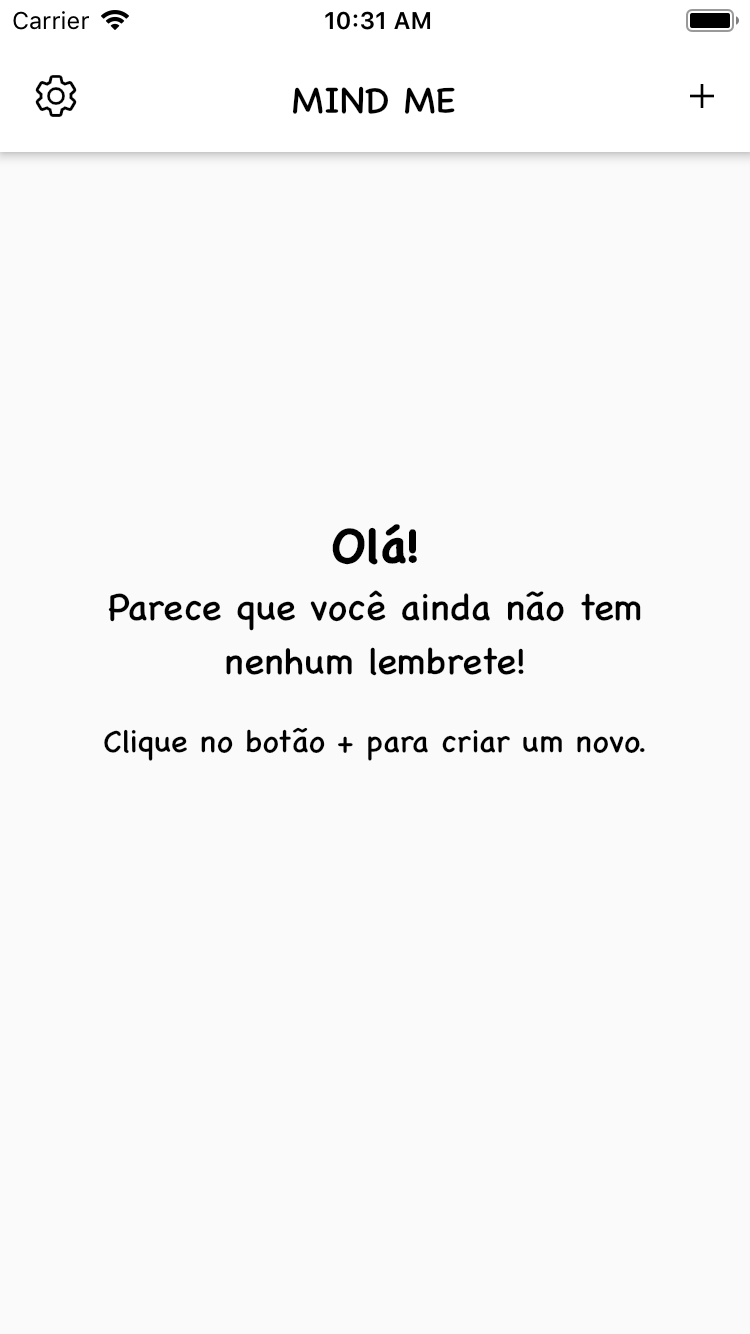 Carrier 10:31 AM
MIND ME +
Olá!
Parece que você ainda não tem
nenhum lembrete!
Clique no botão + para criar um novo.